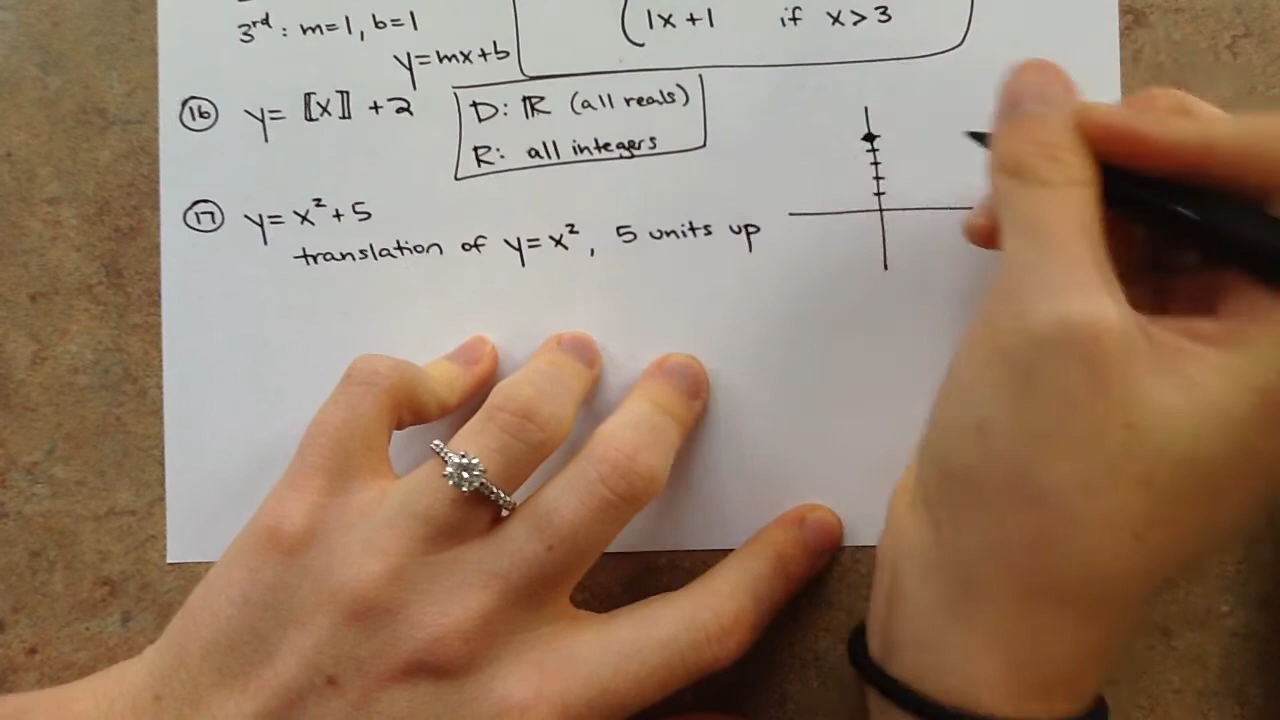 3rd: m=1, b=1
1x+1 if x>3
y=mx+b
16 y= ⟦x⟧ +2
D: ℝ (all reals)
R: all integers
17 y= x²+5
translation of y=x², 5 units up